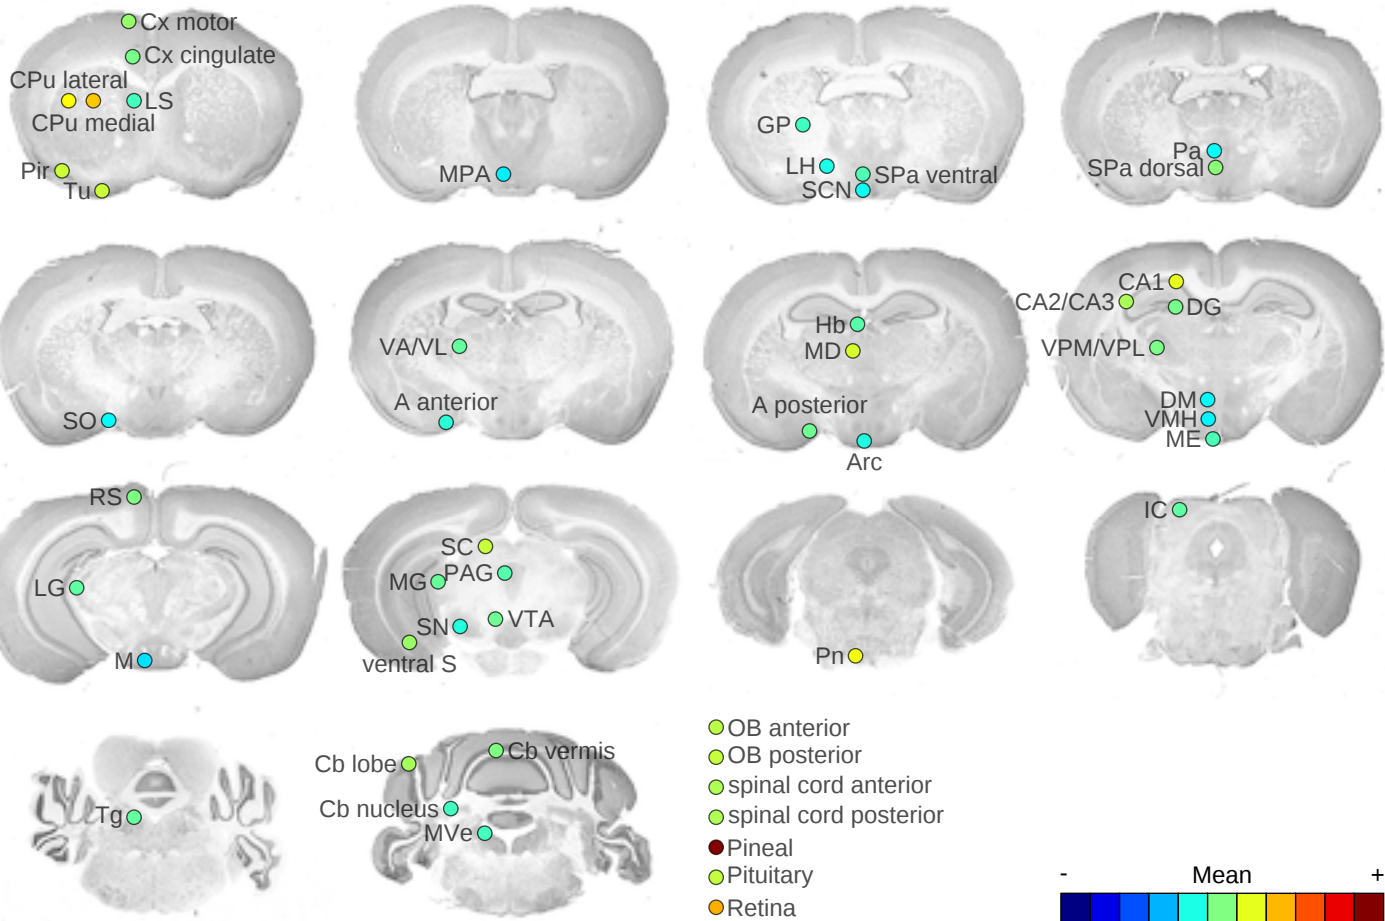 Cx motor
Cx cingulate
CPu lateral
LS
CPu medial
Pir
Tu
MPA
GP
LH
SPa ventral
SCN
Pa
SPa dorsal
SO
VA/VL
A anterior
Hb
MD
A posterior
Arc
CA1
CA2/CA3
DG
VPM/VPL
DM
VMH
ME
RS
LG
M
SC
MG
PAG
SN
VTA
ventral S
Pn
IC
Tg
Cb lobe
Cb vermis
Cb nucleus
MVe
OB anterior
OB posterior
spinal cord anterior
spinal cord posterior
Pineal
Pituitary
Retina
- Mean +